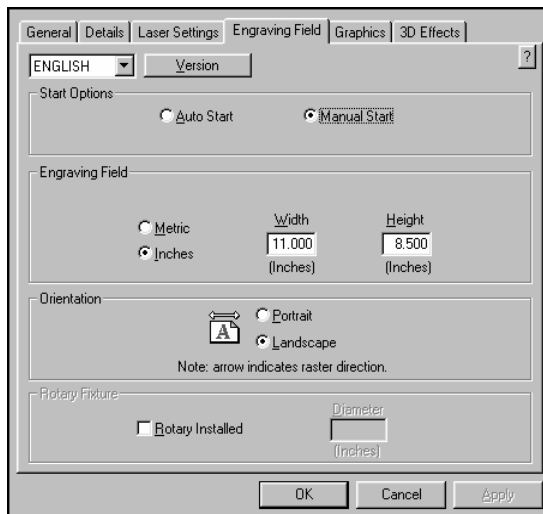 General Details Laser Settings Engraving Field Graphics 3D Effects
ENGLISH Version ?
Start Options
Auto Start Manual Start
Engraving Field
Width Height
Metric
11.000 8.500
Inches
(Inches) (Inches)
Orientation
Portrait
A
Landscape
Note: arrow indicates raster direction.
Rotary Fixture
Diameter
Rotary Installed
(Inches)
OK Cancel Apply